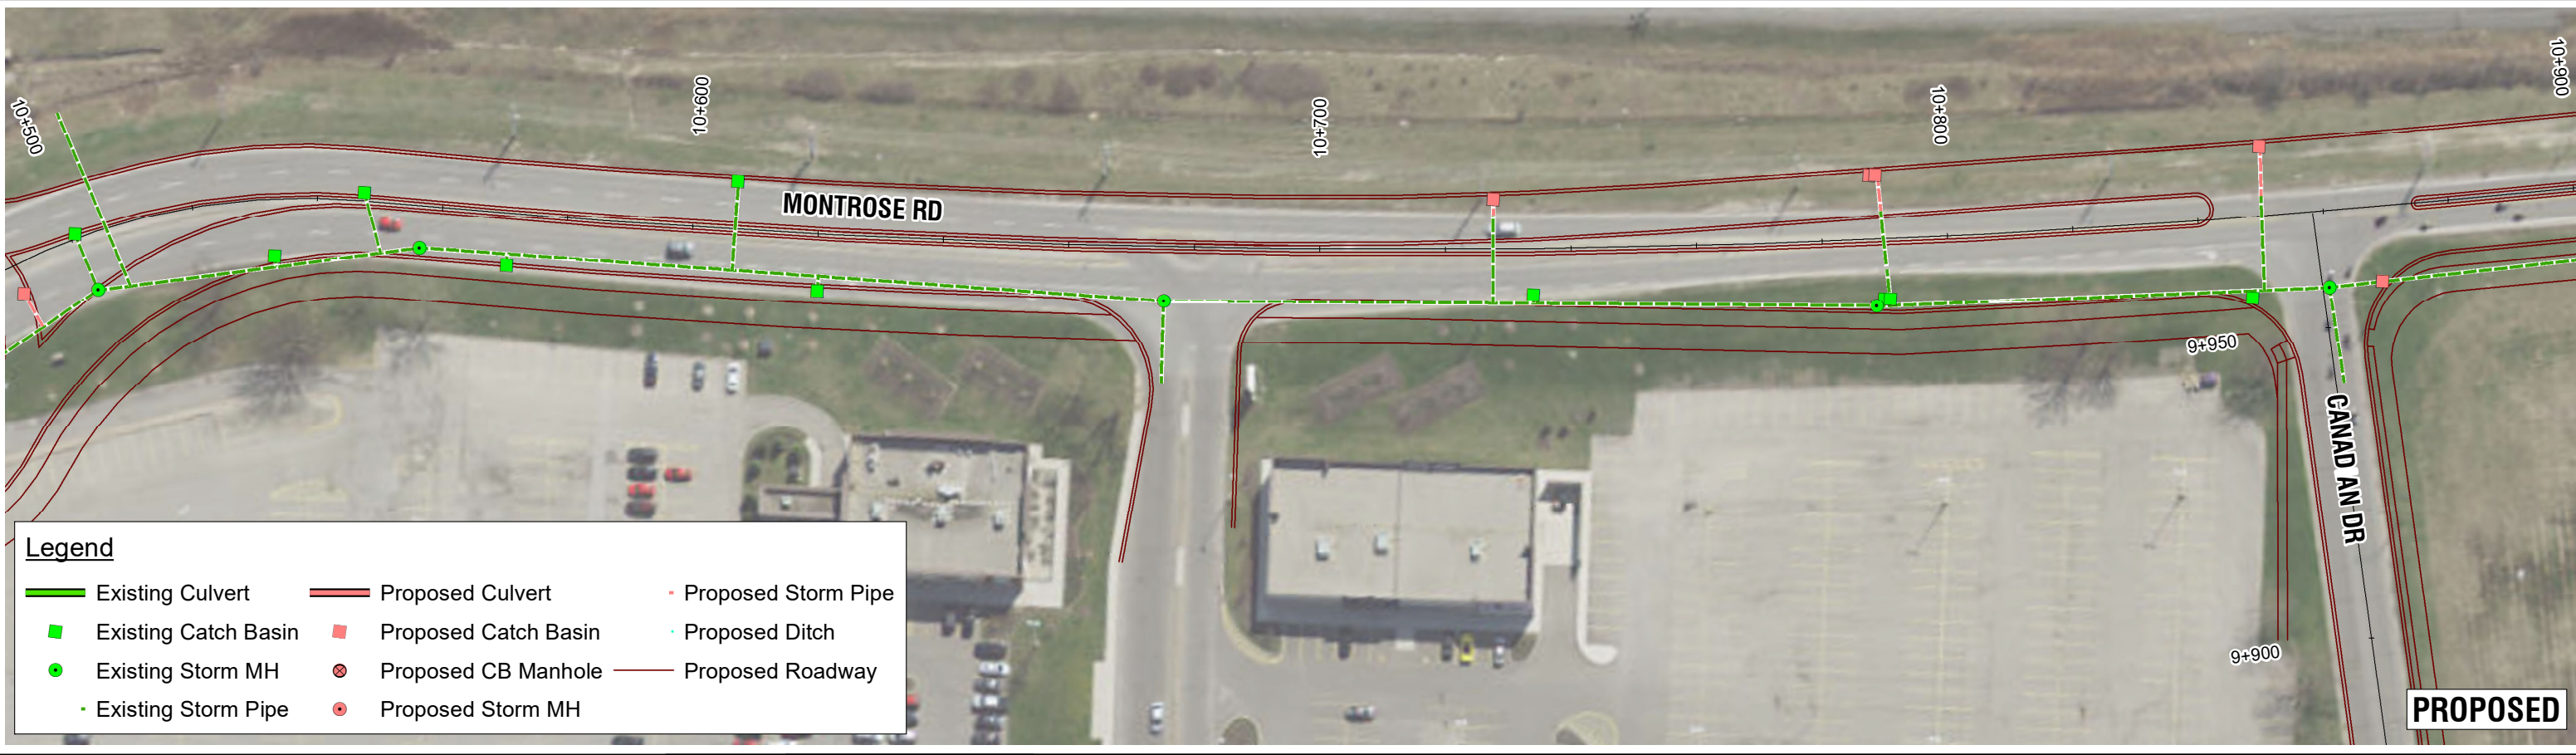 10+500
10+600
10+700
10+800
10+900
MONTROSE RD
9+950
CANAD AN DR
9+900
Legend
Existing Culvert
Proposed Culvert
Proposed Storm Pipe
Existing Catch Basin
Proposed Catch Basin
Proposed Ditch
Existing Storm MH
Proposed CB Manhole
Proposed Roadway
Existing Storm Pipe
Proposed Storm MH
PROPOSED